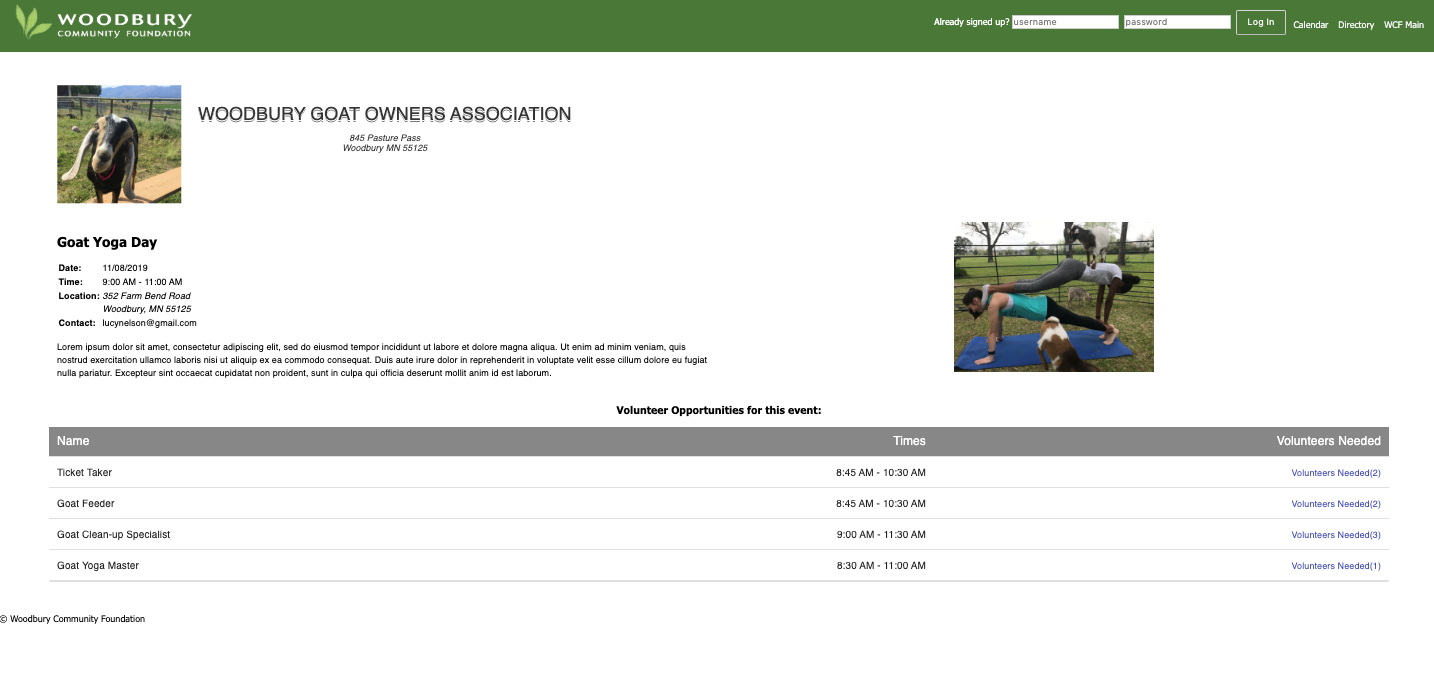 WOODBURY
COMMUNITY FOUNDATION
Already signed up? username password Log In Calendar Directory WCF Main
WOODBURY GOAT OWNERS ASSOCIATION
845 Pasture Pass
Woodbury MN 55125
Goat Yoga Day
Date: 11/08/2019
Time: 9:00 AM - 11:00 AM
Location: 352 Farm Bend Road
Woodbury, MN 55125
Contact: lucynelson@gmail.com
Lorem ipsum dolor sit amet, consectetur adipiscing elit, sed do eiusmod tempor incididunt ut labore et dolore magna aliqua. Ut enim ad minim veniam, quis
nostrud exercitation ullamco laboris nisi ut aliquip ex ea commodo consequat. Duis aute irure dolor in reprehenderit in voluptate velit esse cillum dolore eu fugiat
nulla pariatur. Excepteur sint occaecat cupidatat non proident, sunt in culpa qui officia deserunt mollit anim id est laborum.
Volunteer Opportunities for this event:
Name Times Volunteers Needed
Ticket Taker 8:45 AM - 10:30 AM Volunteers Needed(2)
Goat Feeder 8:45 AM - 10:30 AM Volunteers Needed(2)
Goat Clean-up Specialist 9:00 AM - 11:30 AM Volunteers Needed(3)
Goat Yoga Master 8:30 AM - 11:00 AM Volunteers Needed(1)
© Woodbury Community Foundation